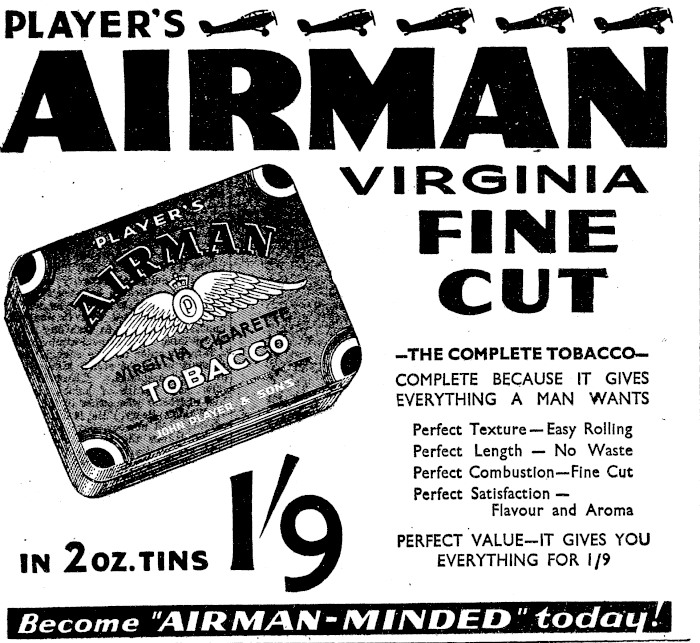 PLAYER'S
AIRMAN
VIRGINIA
FINE
CUT
PLAYER'S
AIRMAN
P
VIRGINIA CIGARETTE
TOBACCO
JOHN PLAYER & SONS
—THE COMPLETE TOBACCO—
COMPLETE BECAUSE IT GIVES
EVERYTHING A MAN WANTS
Perfect Texture—Easy Rolling
Perfect Length — No Waste
Perfect Combustion—Fine Cut
Perfect Satisfaction —
Flavour and Aroma
PERFECT VALUE—IT GIVES YOU
EVERYTHING FOR 1/9
IN 2 OZ. TINS 1/9
Become "AIRMAN-MINDED" today!